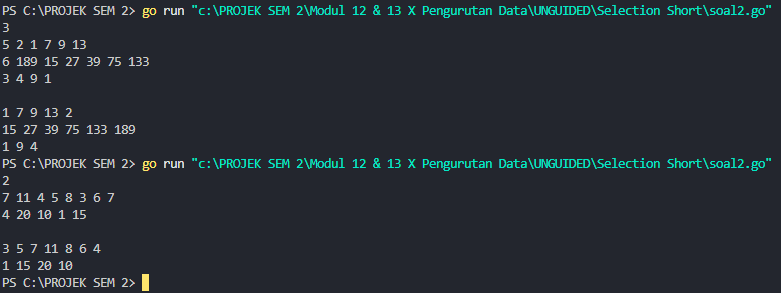 PS C:\PROJEK SEM 2> go run "c:\PROJEK SEM 2\Modul 12 & 13 X Pengurutan Data\UNGUIDED\Selection Short\soal2.go"
3
5 2 1 7 9 13
6 189 15 27 39 75 133
3 4 9 1
1 7 9 13 2
15 27 39 75 133 189
1 9 4
PS C:\PROJEK SEM 2> go run "c:\PROJEK SEM 2\Modul 12 & 13 X Pengurutan Data\UNGUIDED\Selection Short\soal2.go"
2
7 11 4 5 8 3 6 7
4 20 10 1 15
3 5 7 11 8 6 4
1 15 20 10
PS C:\PROJEK SEM 2>